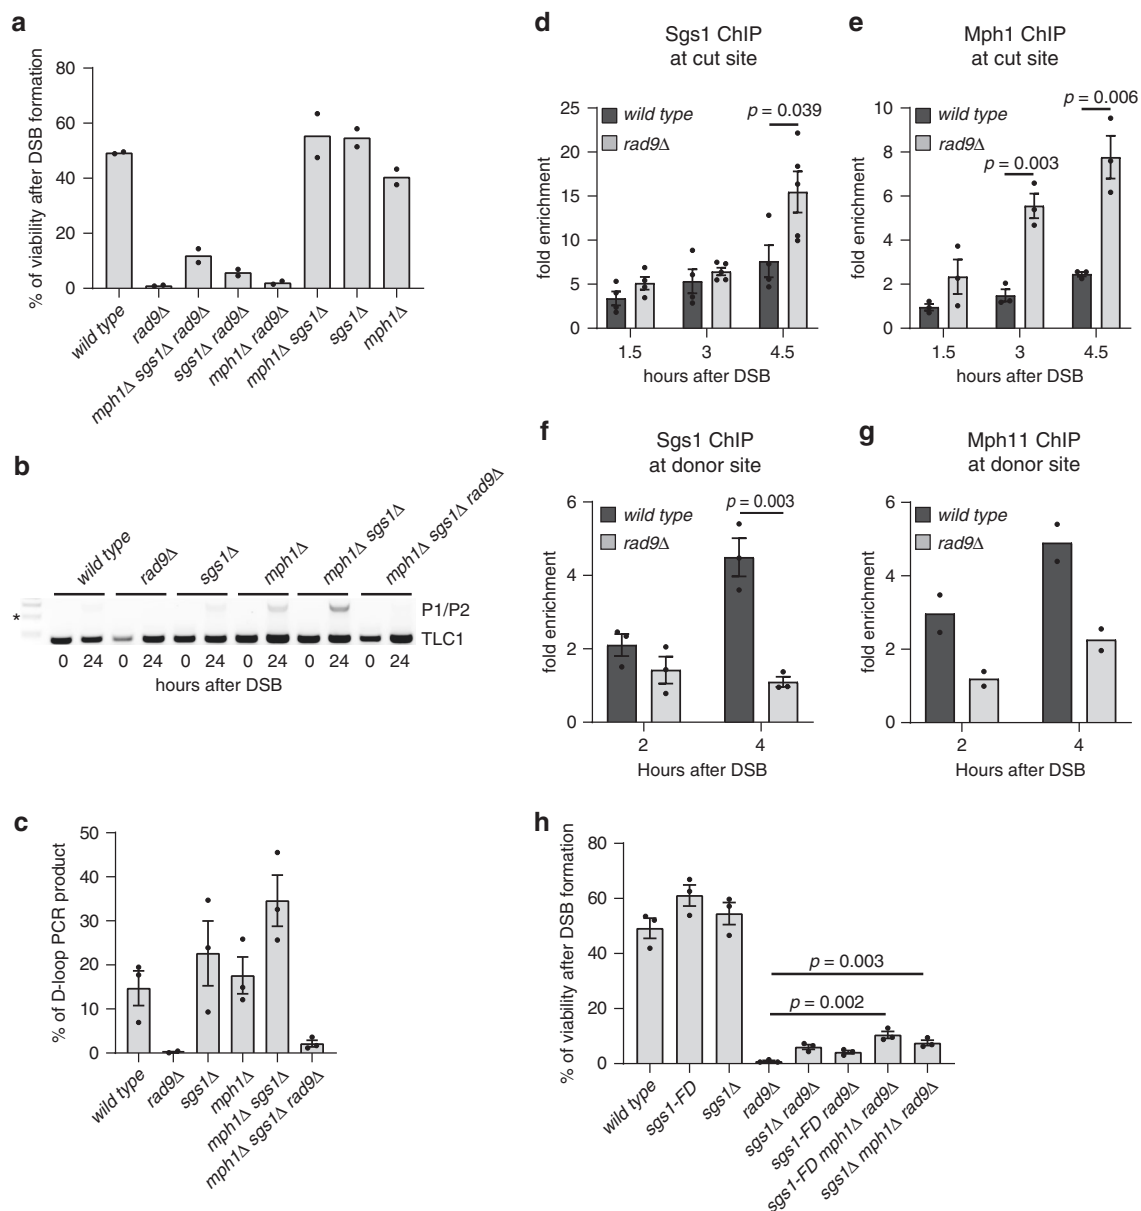 a
% of viability after DSB formation
80
60
40
20
0
wild type
rad9Δ
mph1Δ sgs1Δ rad9Δ
sgs1Δ rad9Δ
mph1Δ rad9Δ
mph1Δ sgs1Δ
sgs1Δ
mph1Δ
b
wild type
rad9Δ
sgs1Δ
mph1Δ
mph1Δ sgs1Δ
mph1Δ sgs1Δ rad9Δ
*
P1/P2
TLC1
0 24 0 24 0 24 0 24 0 24 0 24
hours after DSB
c
% of D-loop PCR product
50
40
30
20
10
0
wild type
rad9Δ
sgs1Δ
mph1Δ
mph1Δ sgs1Δ
mph1Δ sgs1Δ rad9Δ
d
Sgs1 ChIP
at cut site
fold enrichment
25
20
15
10
5
0
wild type
rad9Δ
p = 0.039
1.5 3 4.5
hours after DSB
e
Mph1 ChIP
at cut site
fold enrichment
10
8
6
4
2
0
wild type
rad9Δ
p = 0.003
p = 0.006
1.5 3 4.5
hours after DSB
f
Sgs1 ChIP
at donor site
fold enrichment
6
4
2
0
wild type
rad9Δ
p = 0.003
2 4
Hours after DSB
g
Mph11 ChIP
at donor site
fold enrichment
6
4
2
0
wild type
rad9Δ
2 4
Hours after DSB
h
% of viability after DSB formation
80
60
40
20
0
p = 0.003
p = 0.002
wild type
sgs1-FD
sgs1Δ
rad9Δ
sgs1Δ rad9Δ
sgs1-FD rad9Δ
sgs1-FD mph1Δ rad9Δ
sgs1Δ mph1Δ rad9Δ